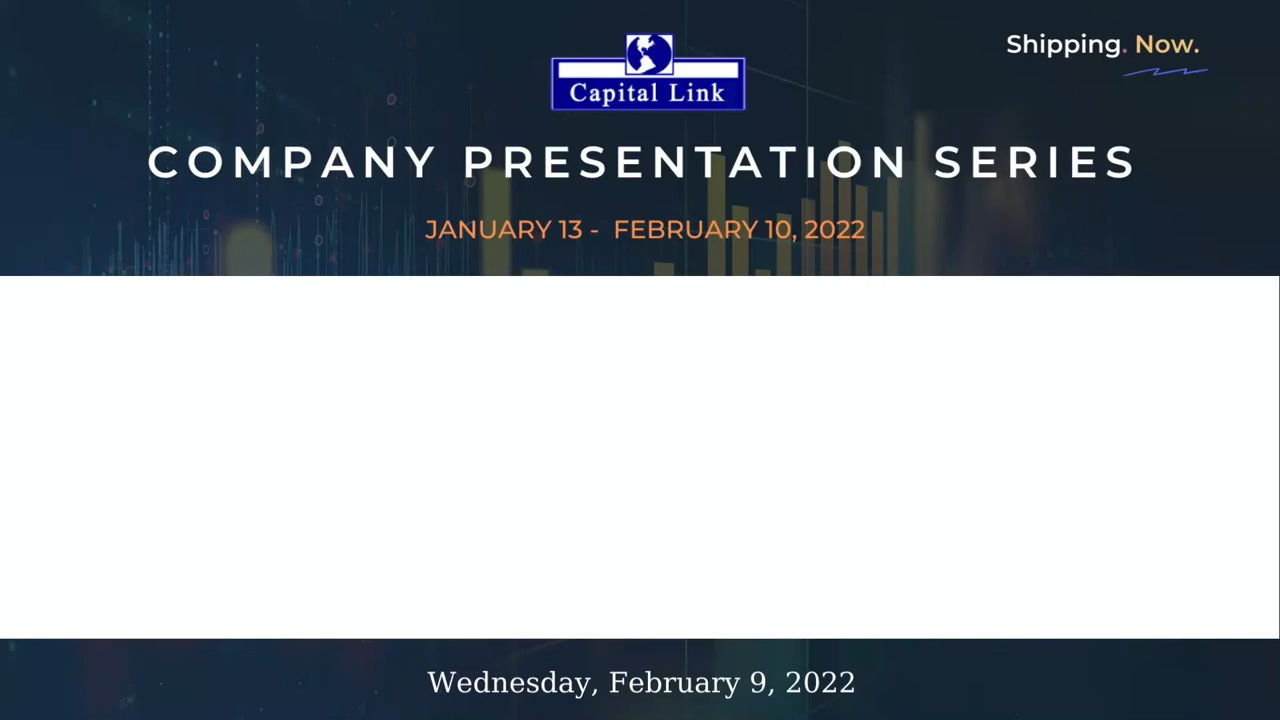 Shipping. Now.
Capital Link
COMPANY PRESENTATION SERIES
JANUARY 13 - FEBRUARY 10, 2022
Wednesday, February 9, 2022